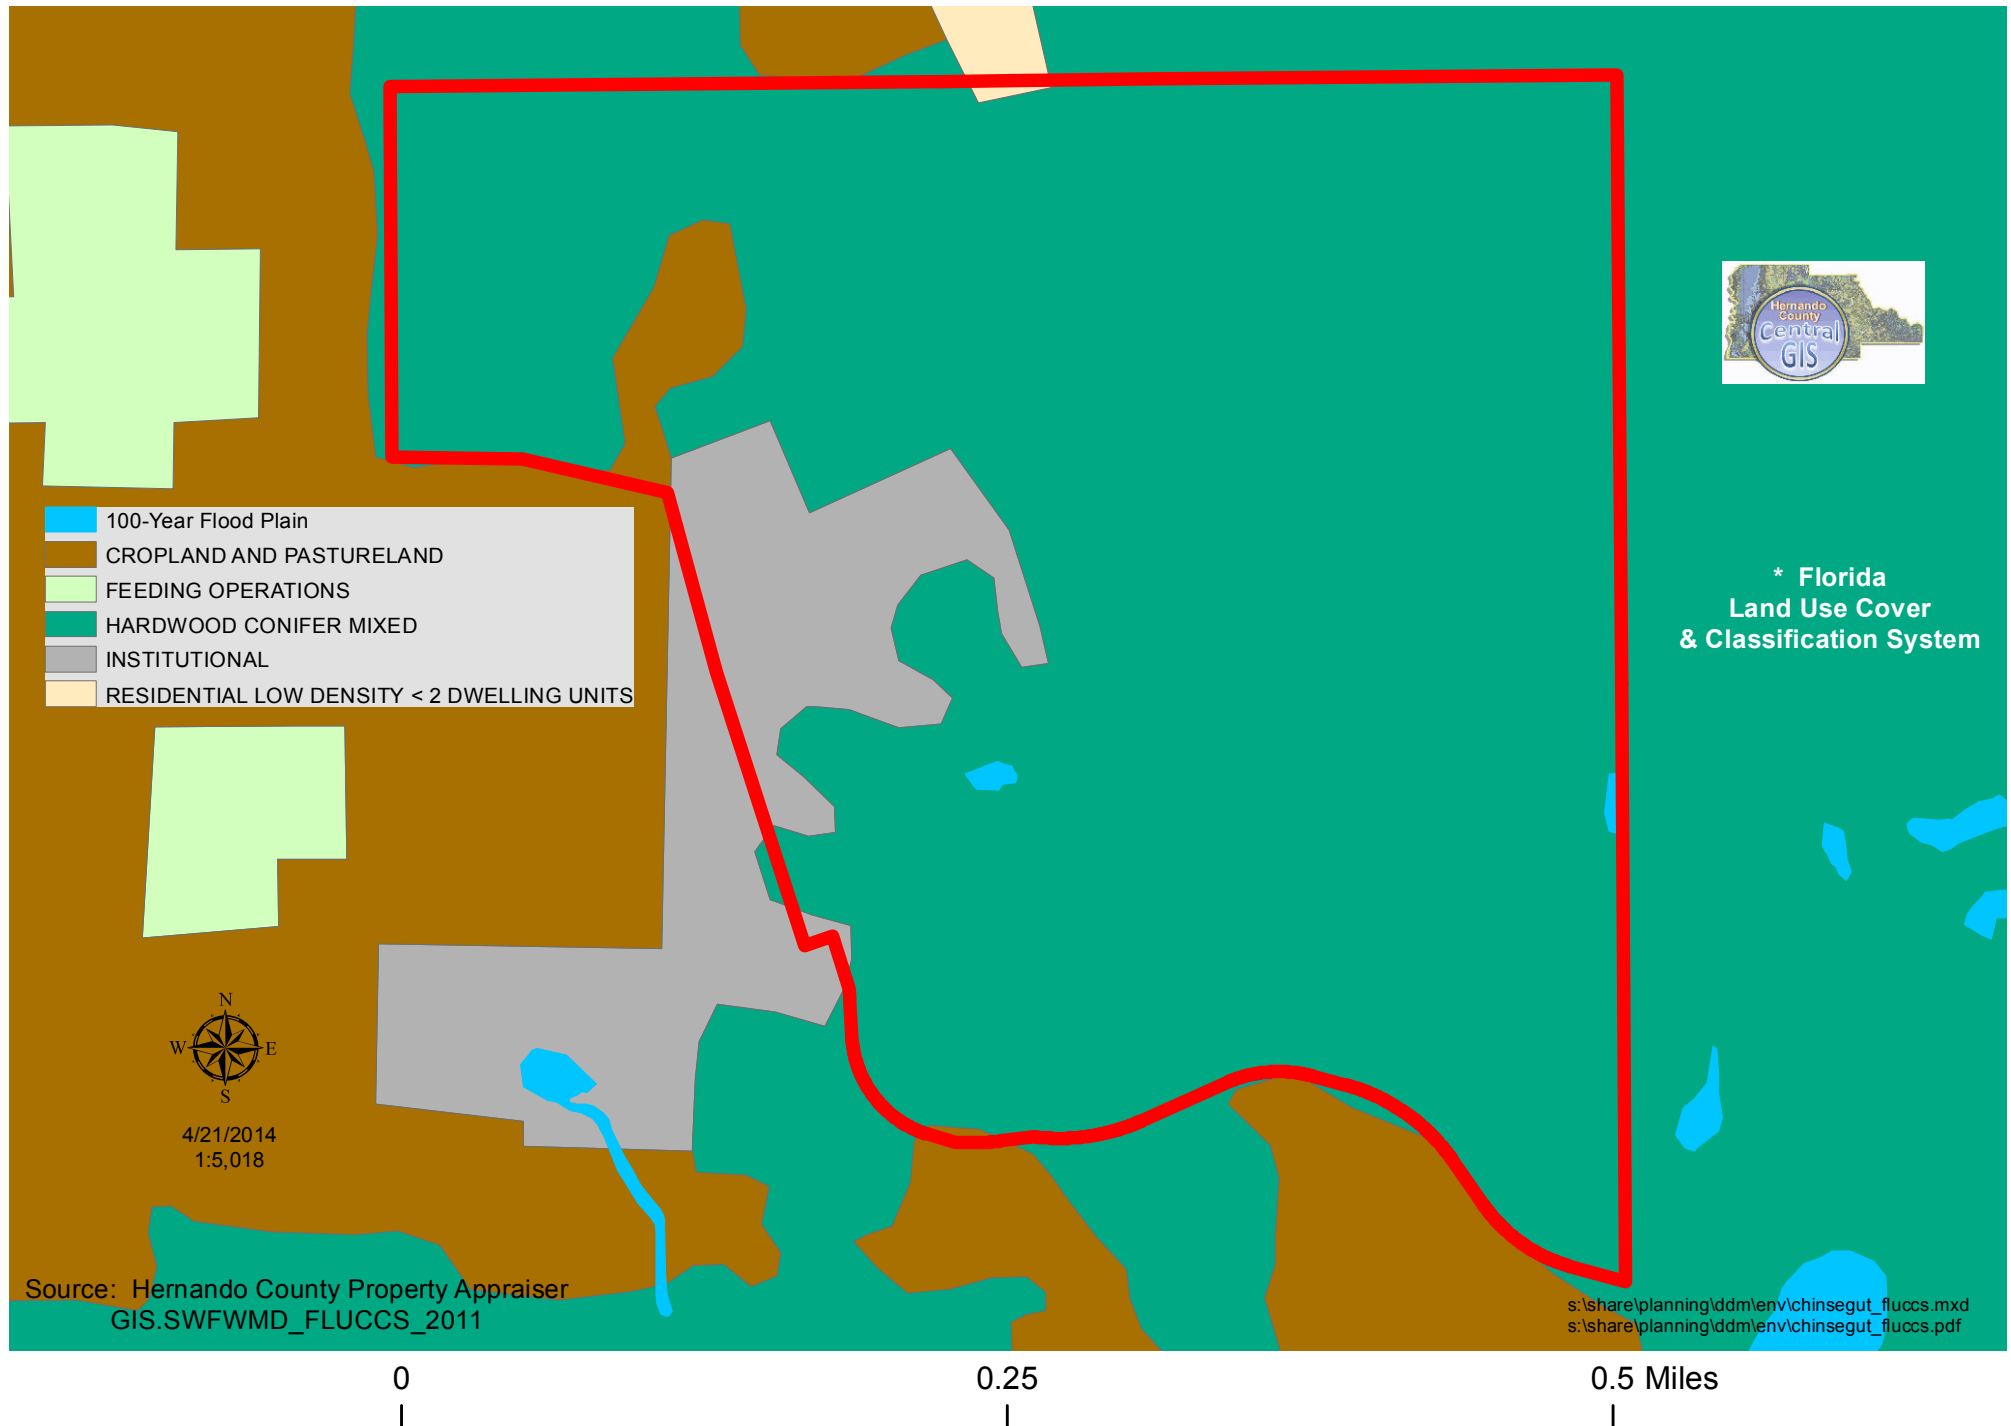 Hernando
County
Central
GIS
100-Year Flood Plain
CROPLAND AND PASTURELAND
FEEDING OPERATIONS
HARDWOOD CONIFER MIXED
INSTITUTIONAL
RESIDENTIAL LOW DENSITY < 2 DWELLING UNITS
* Florida
Land Use Cover
& Classification System
N
W E
S
4/21/2014
1:5,018
Source: Hernando County Property Appraiser
GIS.SWFWMD_FLUCCS_2011
s:\share\planning\ddm\env\chinsegut_fluccs.mxd
s:\share\planning\ddm\env\chinsegut_fluccs.pdf
0 0.25 0.5 Miles